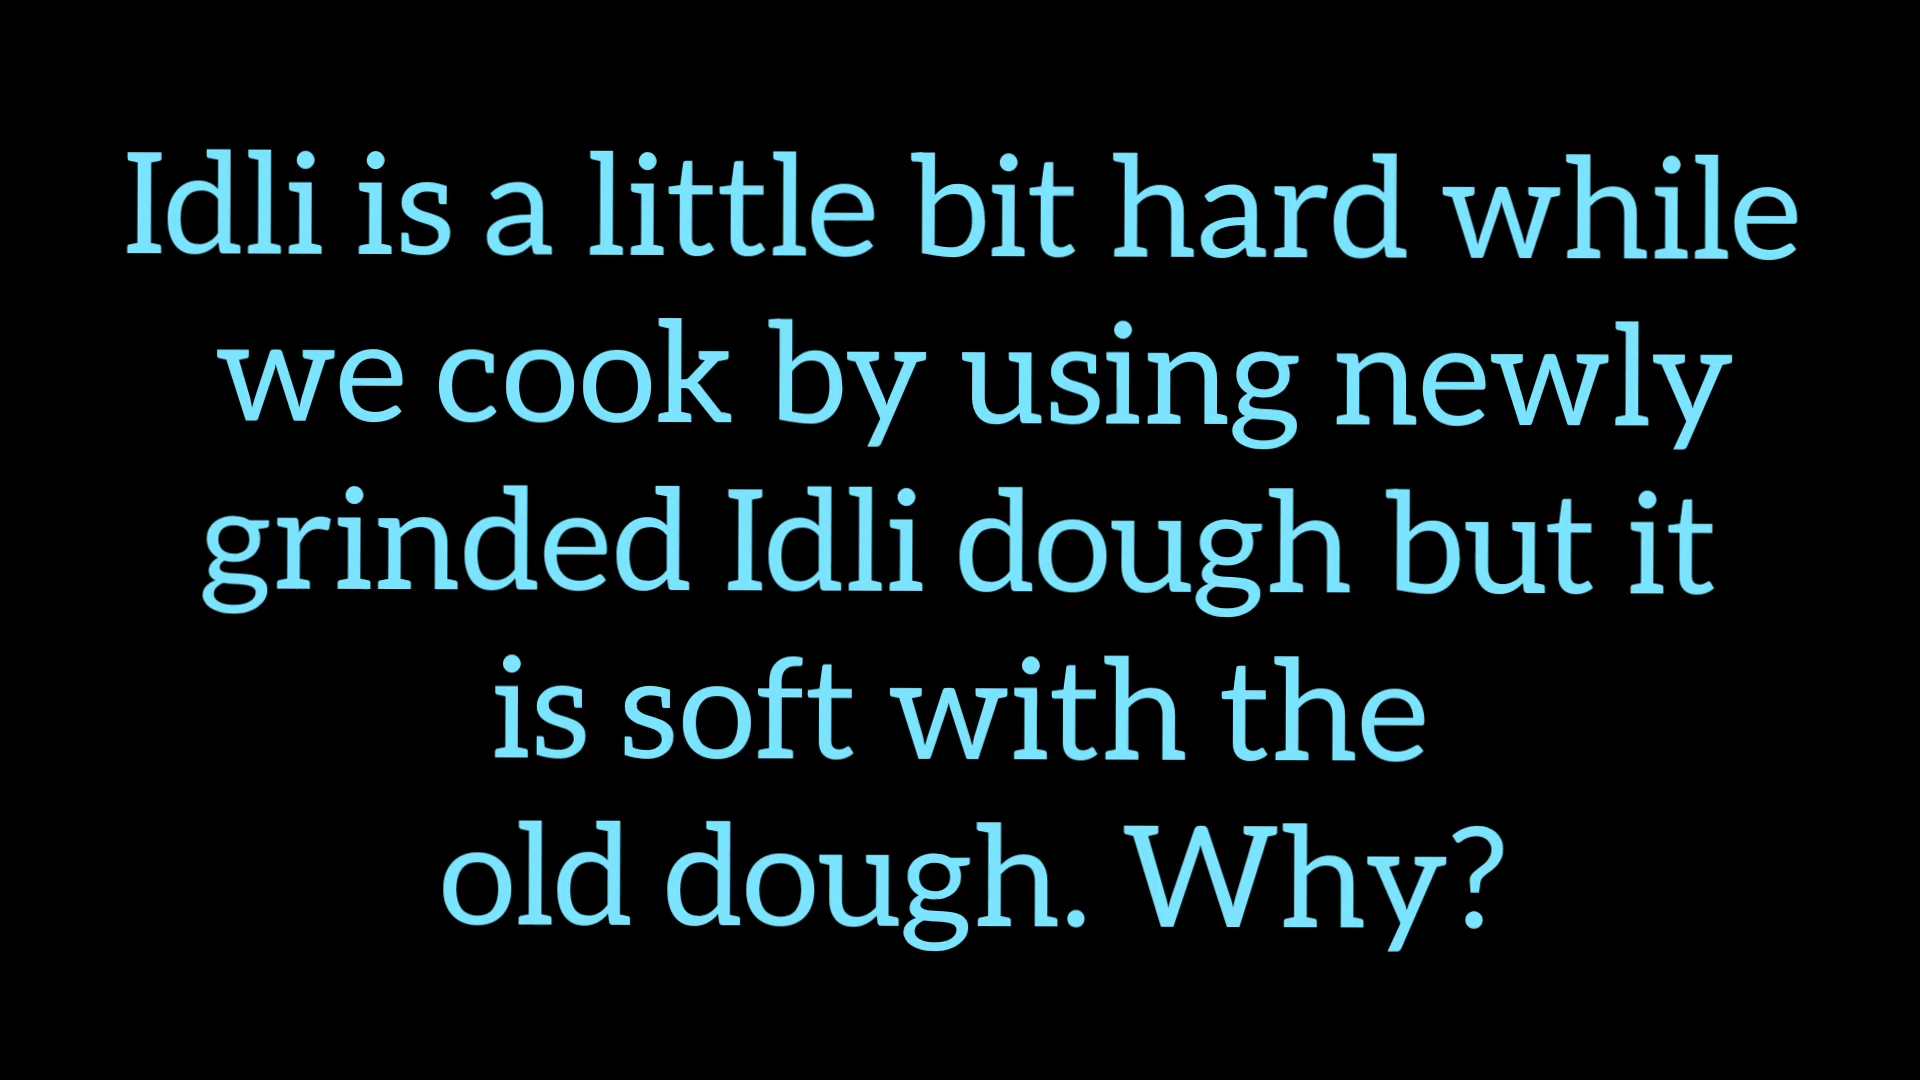 Idli is a little bit hard while
we cook by using newly
grinded Idli dough but it
is soft with the
old dough. Why?